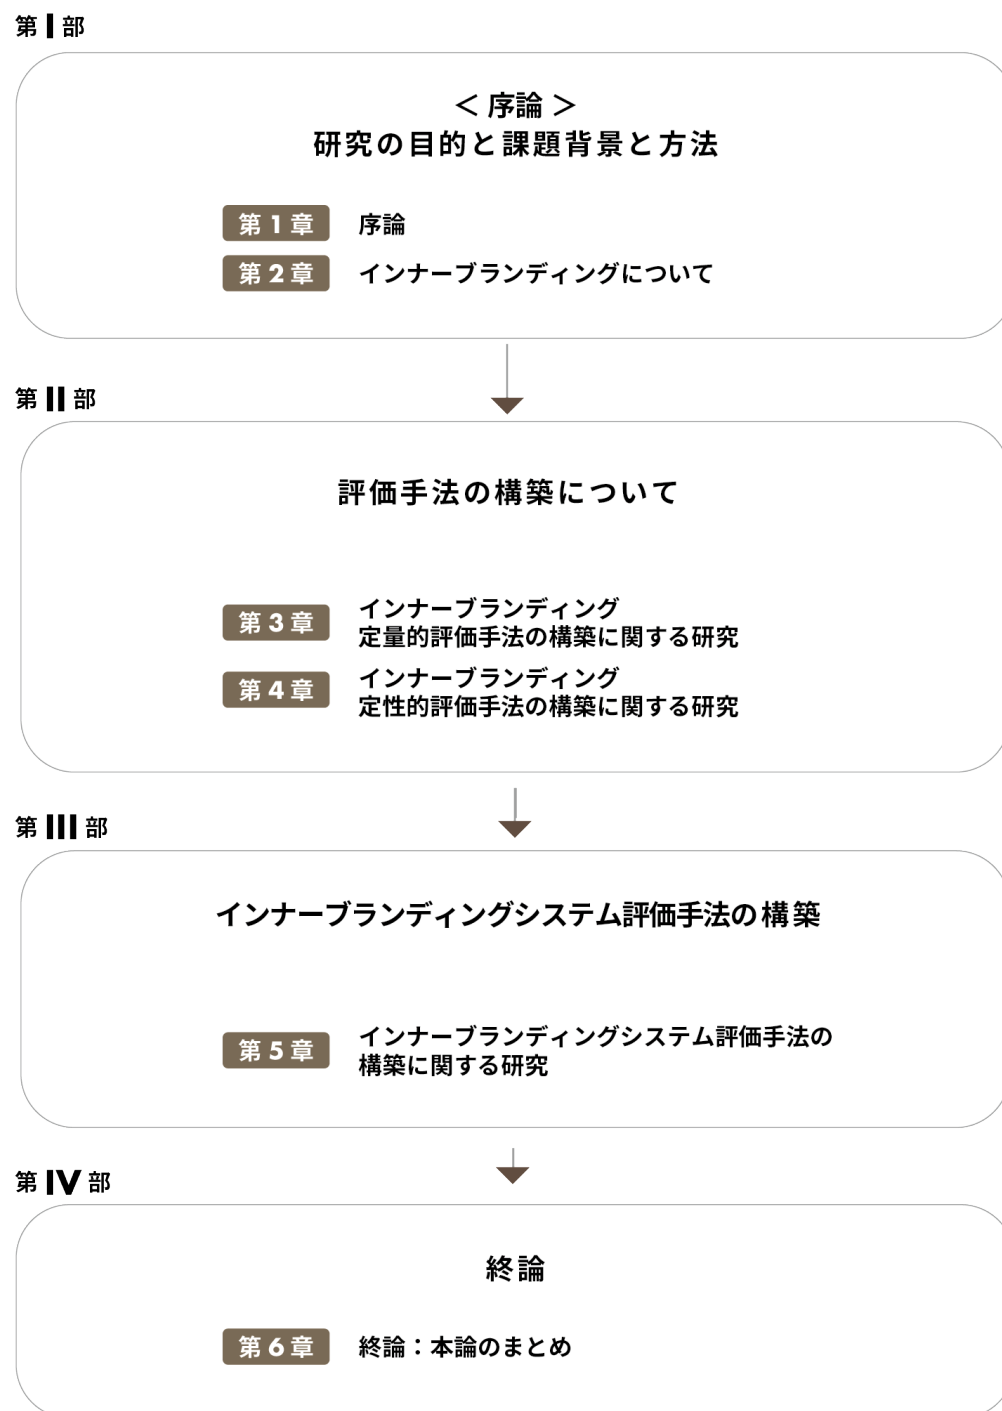 第 I 部
＜ 序論 ＞
研究の目的と課題背景と方法
第 1 章 序論
第 2 章 インナーブランディングについて
第 II 部
評価手法の構築について
第 3 章 インナーブランディング
定量的評価手法の構築に関する研究
第 4 章 インナーブランディング
定性的評価手法の構築に関する研究
第 III 部
インナーブランディングシステム評価手法の構築
第 5 章 インナーブランディングシステム評価手法の
構築に関する研究
第 IV 部
終論
第 6 章 終論：本論のまとめ